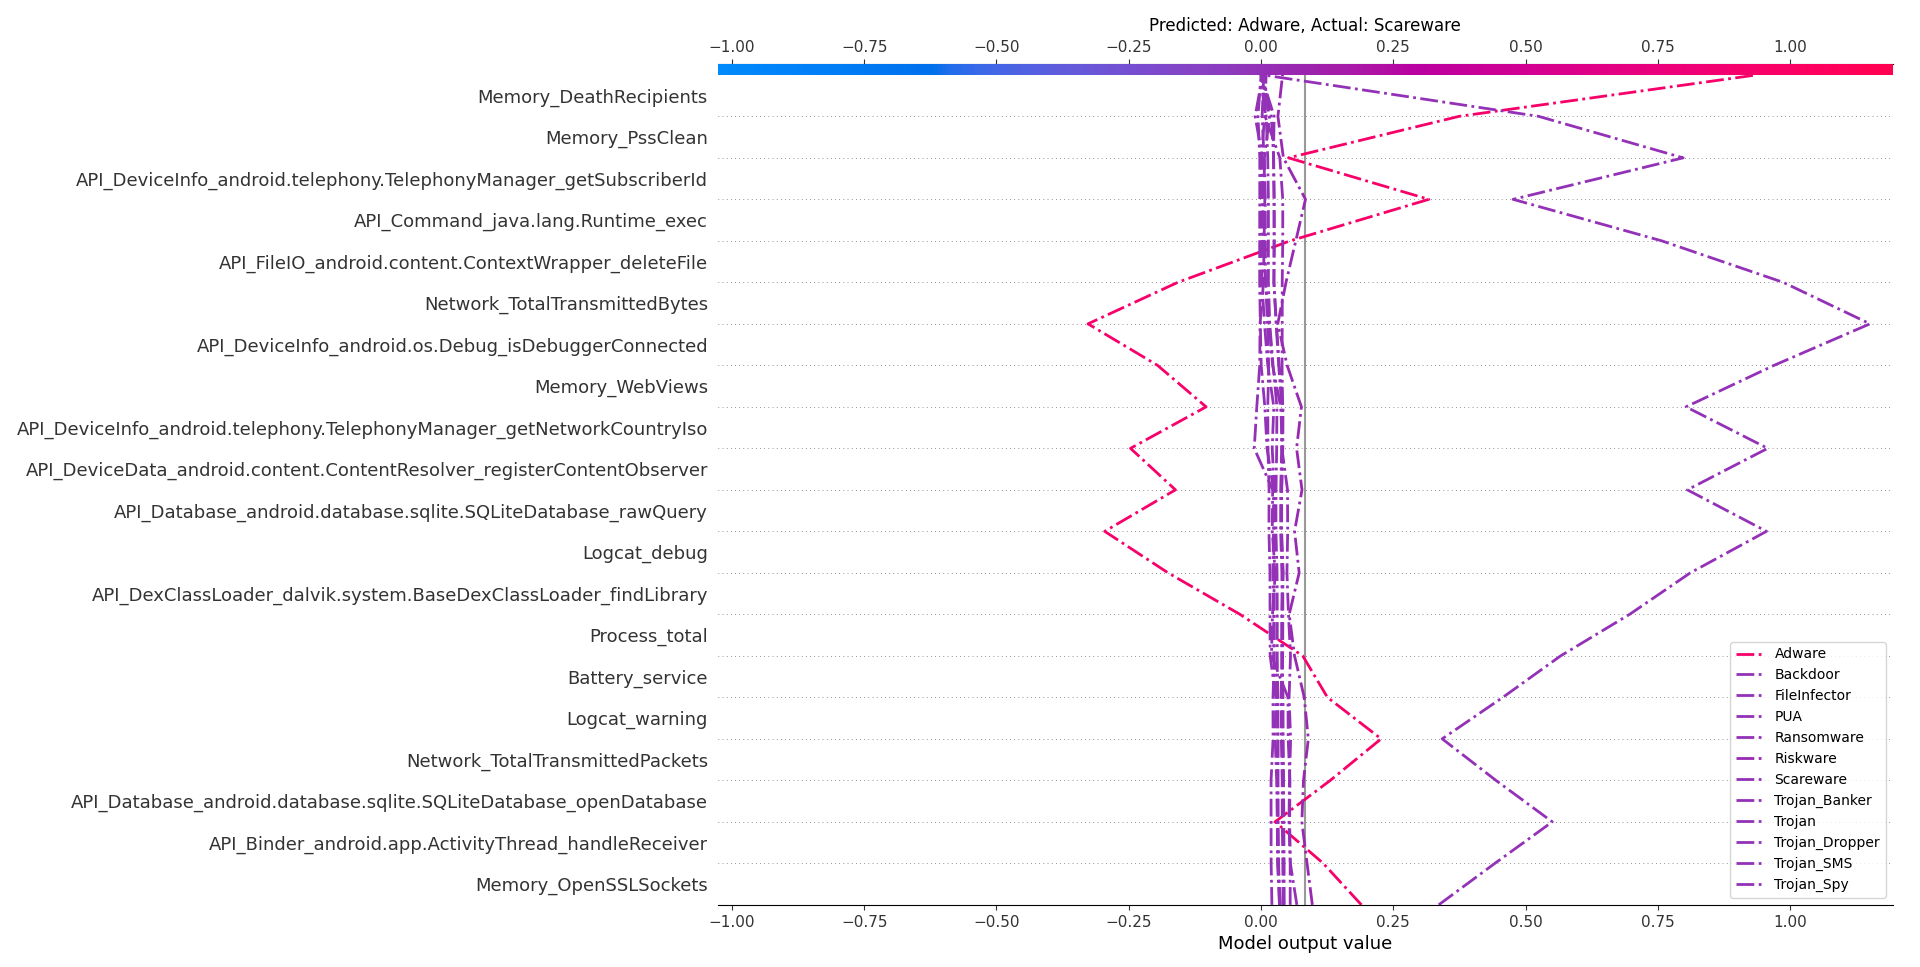 Predicted: Adware, Actual: Scareware
−1.00 −0.75 −0.50 −0.25 0.00 0.25 0.50 0.75 1.00
Memory_DeathRecipients
Memory_PssClean
API_DeviceInfo_android.telephony.TelephonyManager_getSubscriberId
API_Command_java.lang.Runtime_exec
API_FileIO_android.content.ContextWrapper_deleteFile
Network_TotalTransmittedBytes
API_DeviceInfo_android.os.Debug_isDebuggerConnected
Memory_WebViews
API_DeviceInfo_android.telephony.TelephonyManager_getNetworkCountryIso
API_DeviceData_android.content.ContentResolver_registerContentObserver
API_Database_android.database.sqlite.SQLiteDatabase_rawQuery
Logcat_debug
API_DexClassLoader_dalvik.system.BaseDexClassLoader_findLibrary
Process_total
Battery_service
Logcat_warning
Network_TotalTransmittedPackets
API_Database_android.database.sqlite.SQLiteDatabase_openDatabase
API_Binder_android.app.ActivityThread_handleReceiver
Memory_OpenSSLSockets
Adware
Backdoor
FileInfector
PUA
Ransomware
Riskware
Scareware
Trojan_Banker
Trojan
Trojan_Dropper
Trojan_SMS
Trojan_Spy
−1.00 −0.75 −0.50 −0.25 0.00 0.25 0.50 0.75 1.00
Model output value